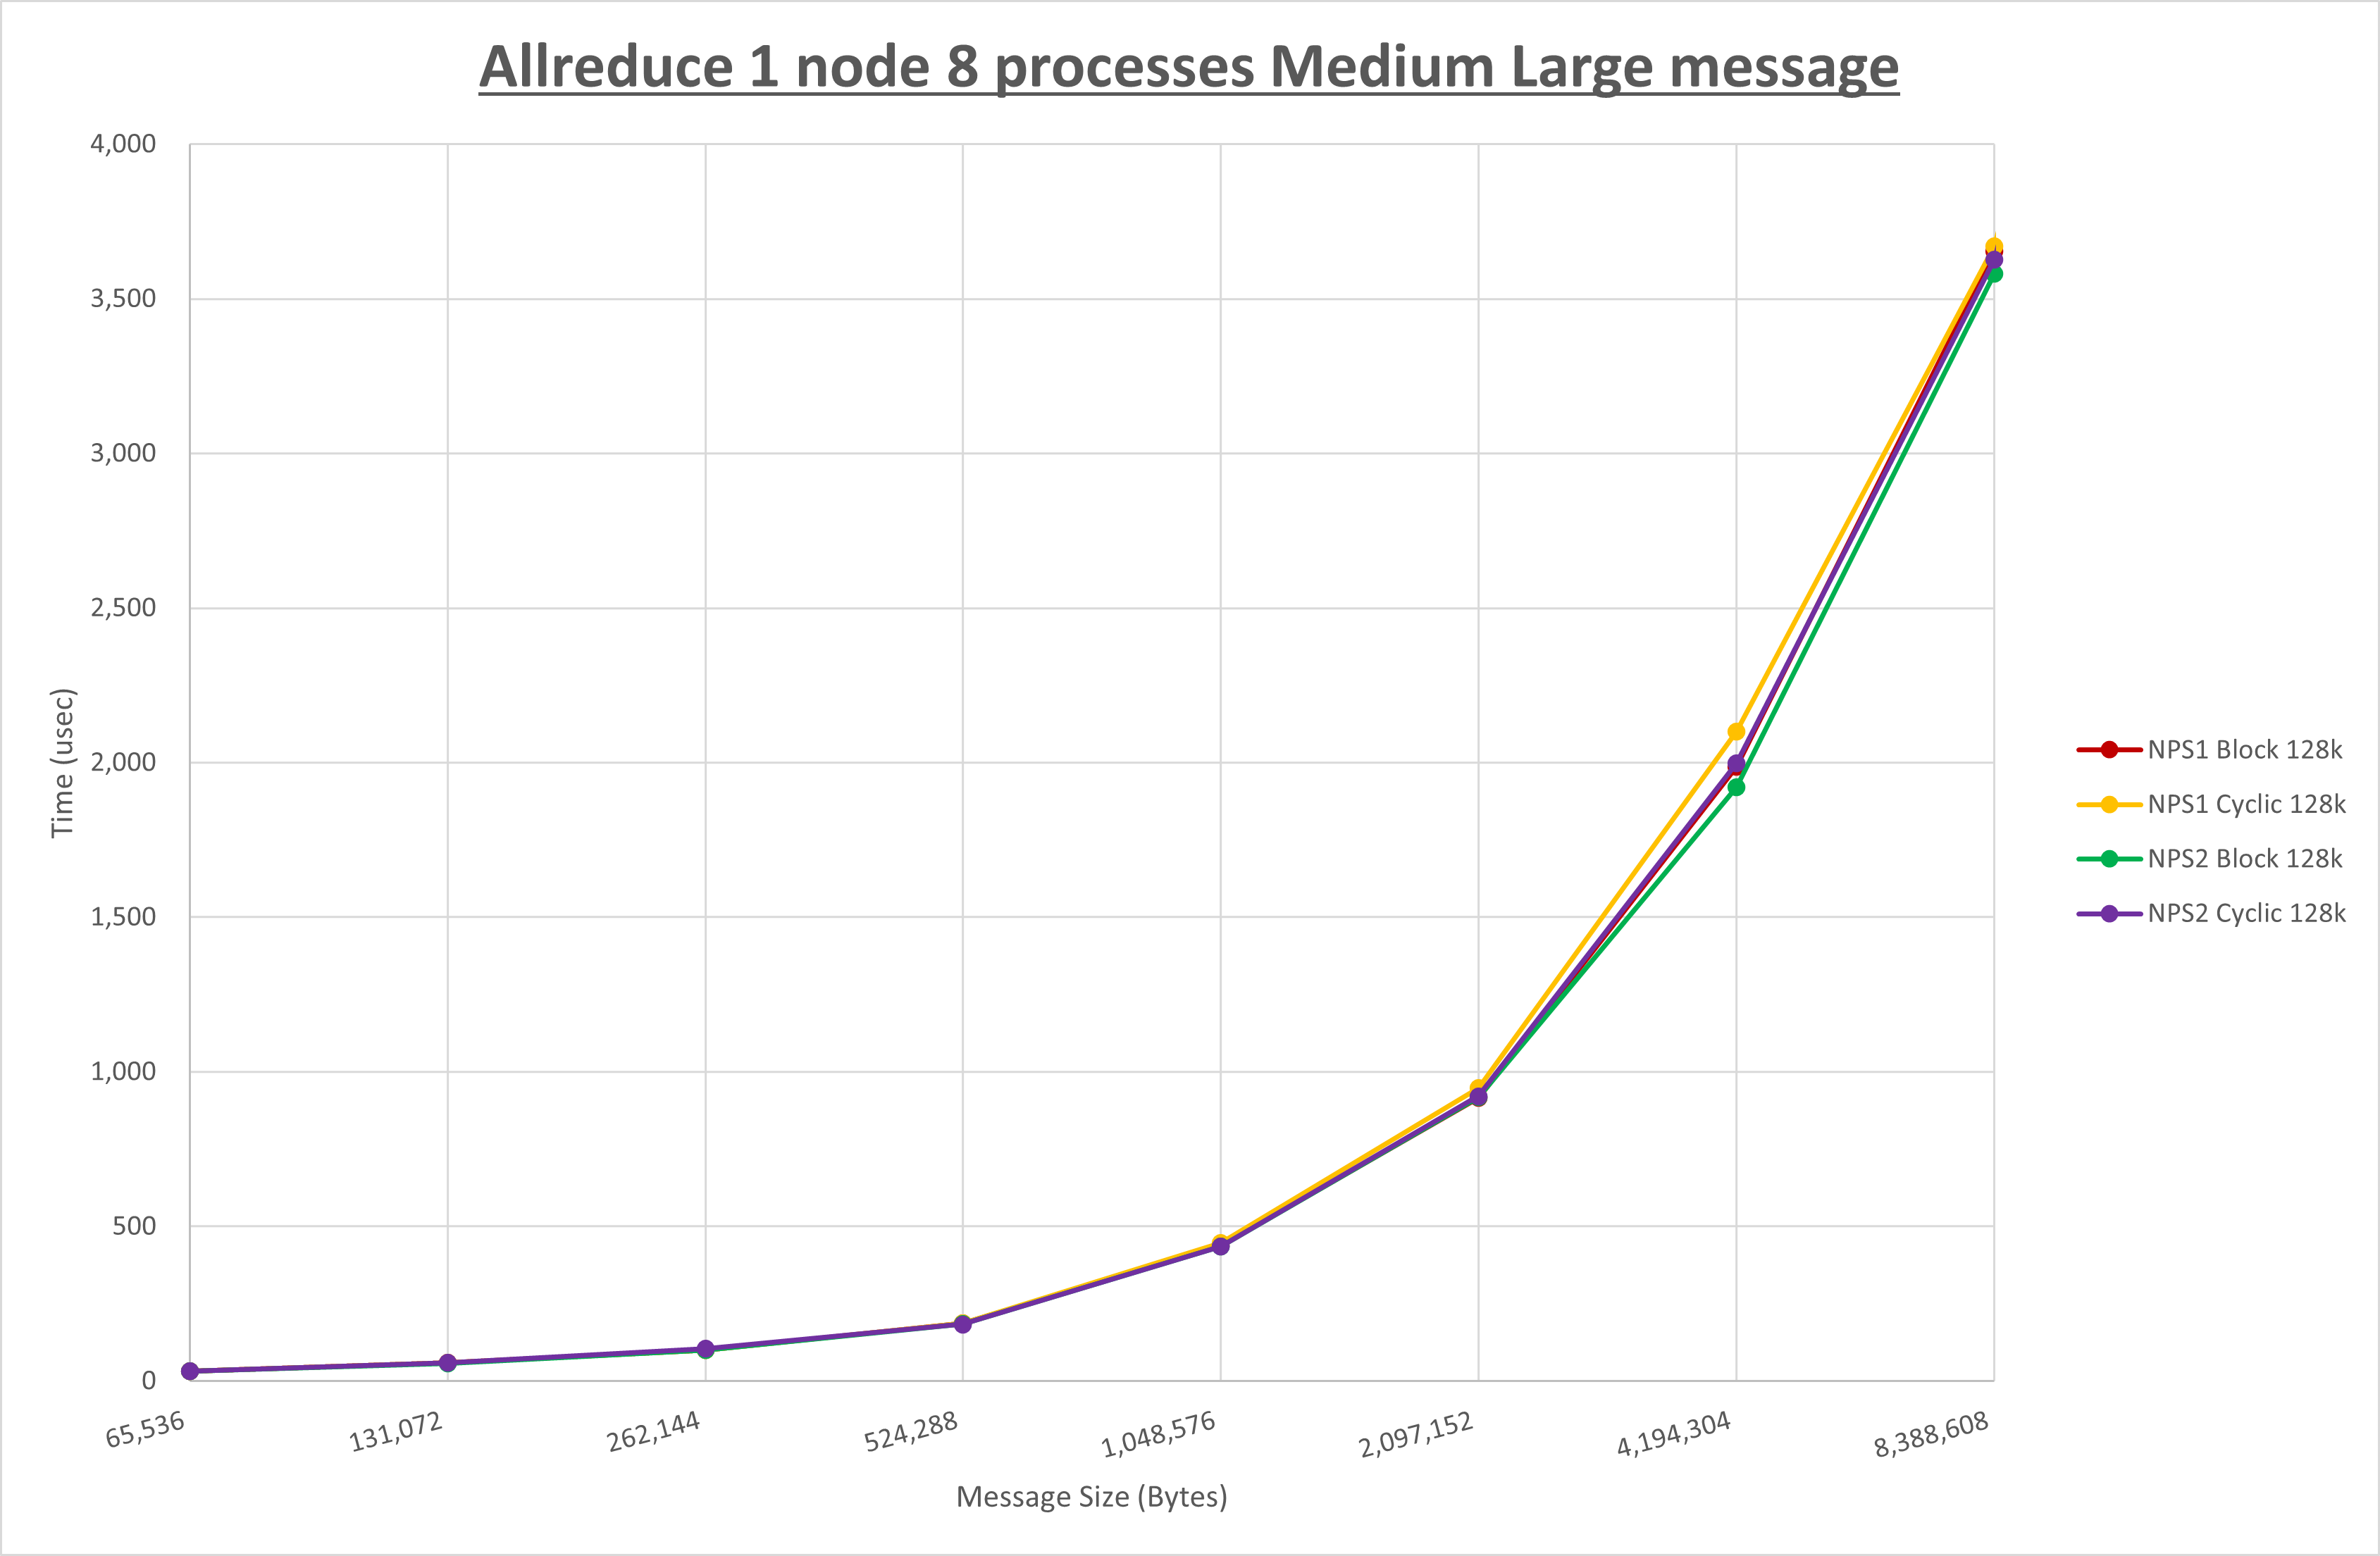 Allreduce 1 node 8 processes Medium Large message
4,000
3,500
3,000
2,500
2,000
1,500
1,000
500
0
Time (usec)
65,536
131,072
262,144
524,288
1,048,576
2,097,152
4,194,304
8,388,608
Message Size (Bytes)
NPS1 Block 128k
NPS1 Cyclic 128k
NPS2 Block 128k
NPS2 Cyclic 128k